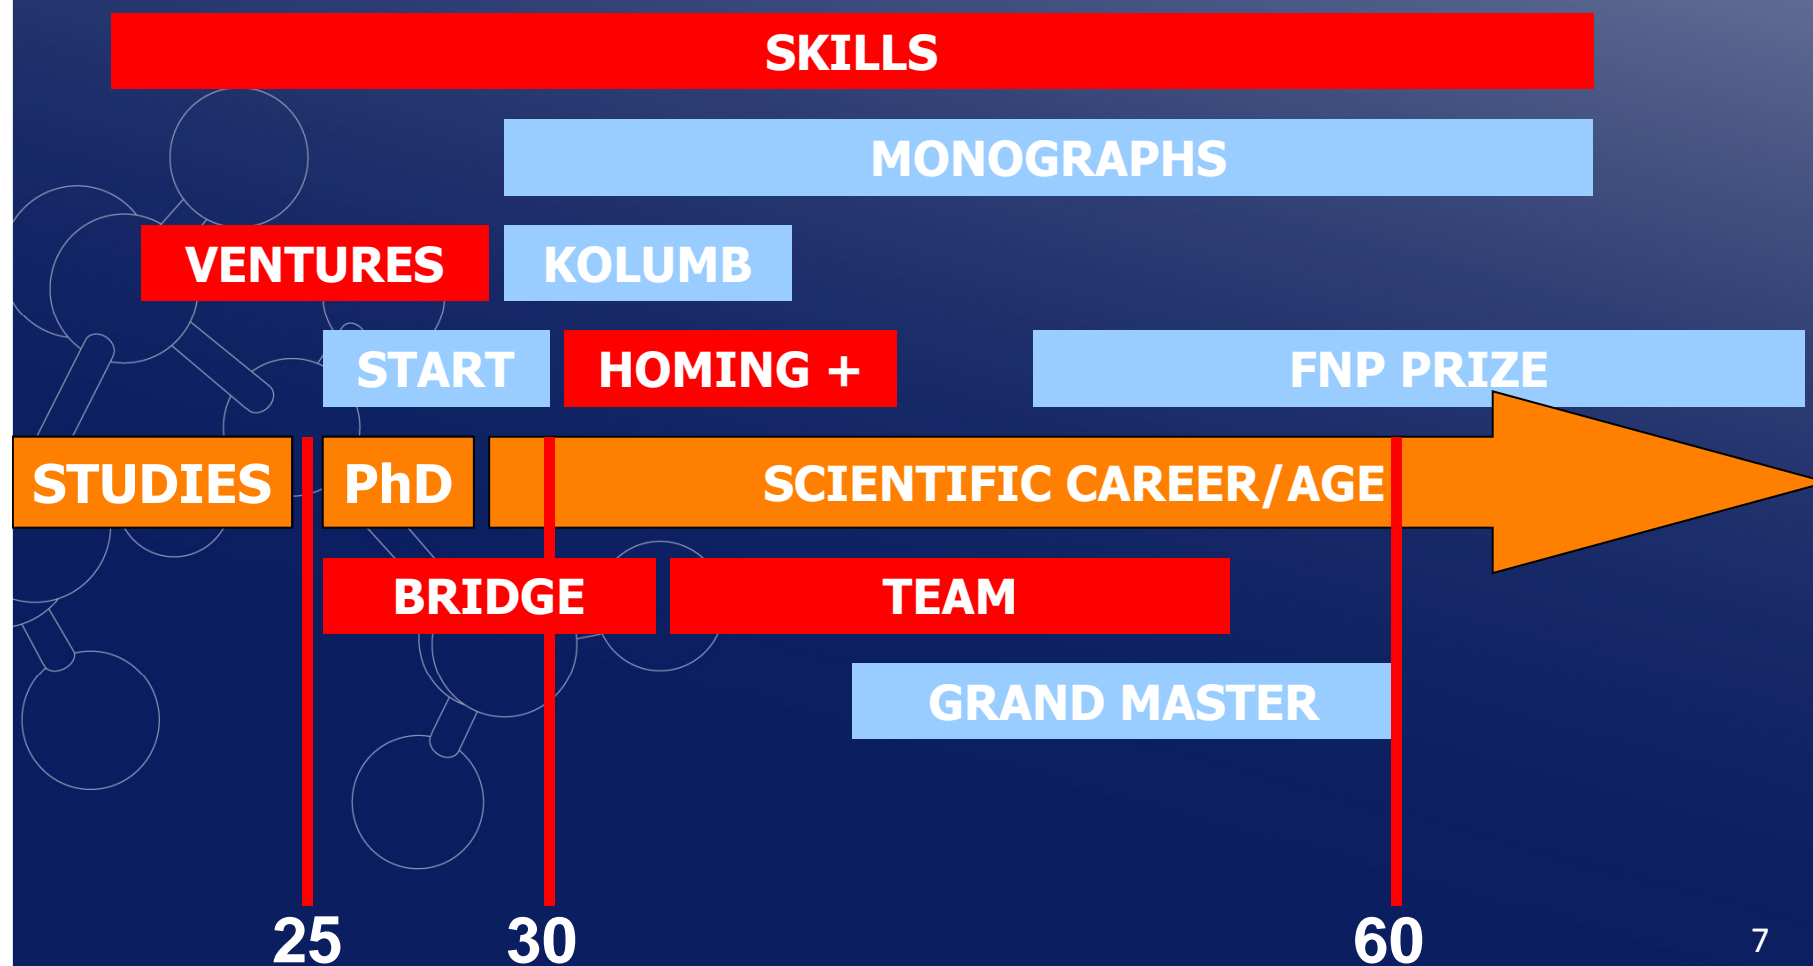 SKILLS
MONOGRAPHS
VENTURES
KOLUMB
START
HOMING +
FNP PRIZE
STUDIES
PhD
SCIENTIFIC CAREER/AGE
BRIDGE
TEAM
GRAND MASTER
25
30
60
7